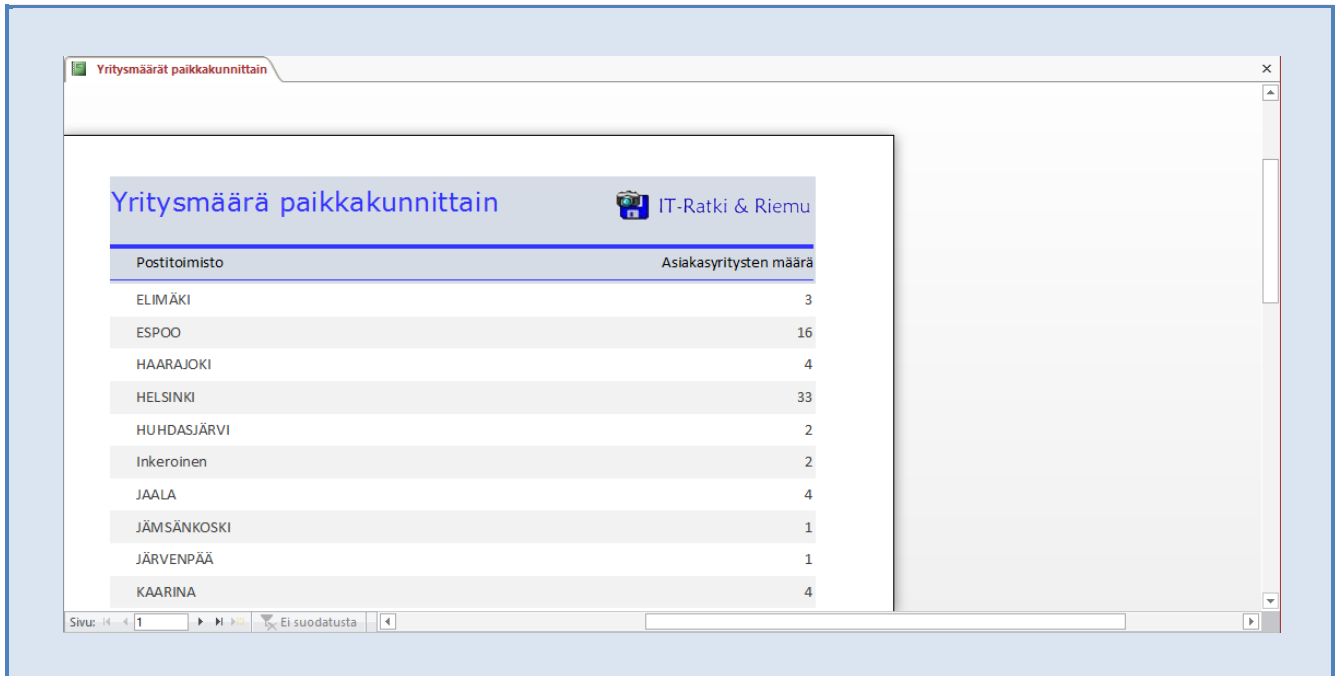 Yritysmäärät paikkakunnittain
Yritysmäärä paikkakunnittain IT-Ratki & Riemu
Postitoimisto Asiakasyritysten määrä
ELIMÄKI 3
ESPOO 16
HAARAJOKI 4
HELSINKI 33
HUHDASJÄRVI 2
Inkeroinen 2
JAALA 4
JÄMSÄNKOSKI 1
JÄRVENPÄÄ 1
KAARINA 4
Sivu: 1 Ei suodatusta